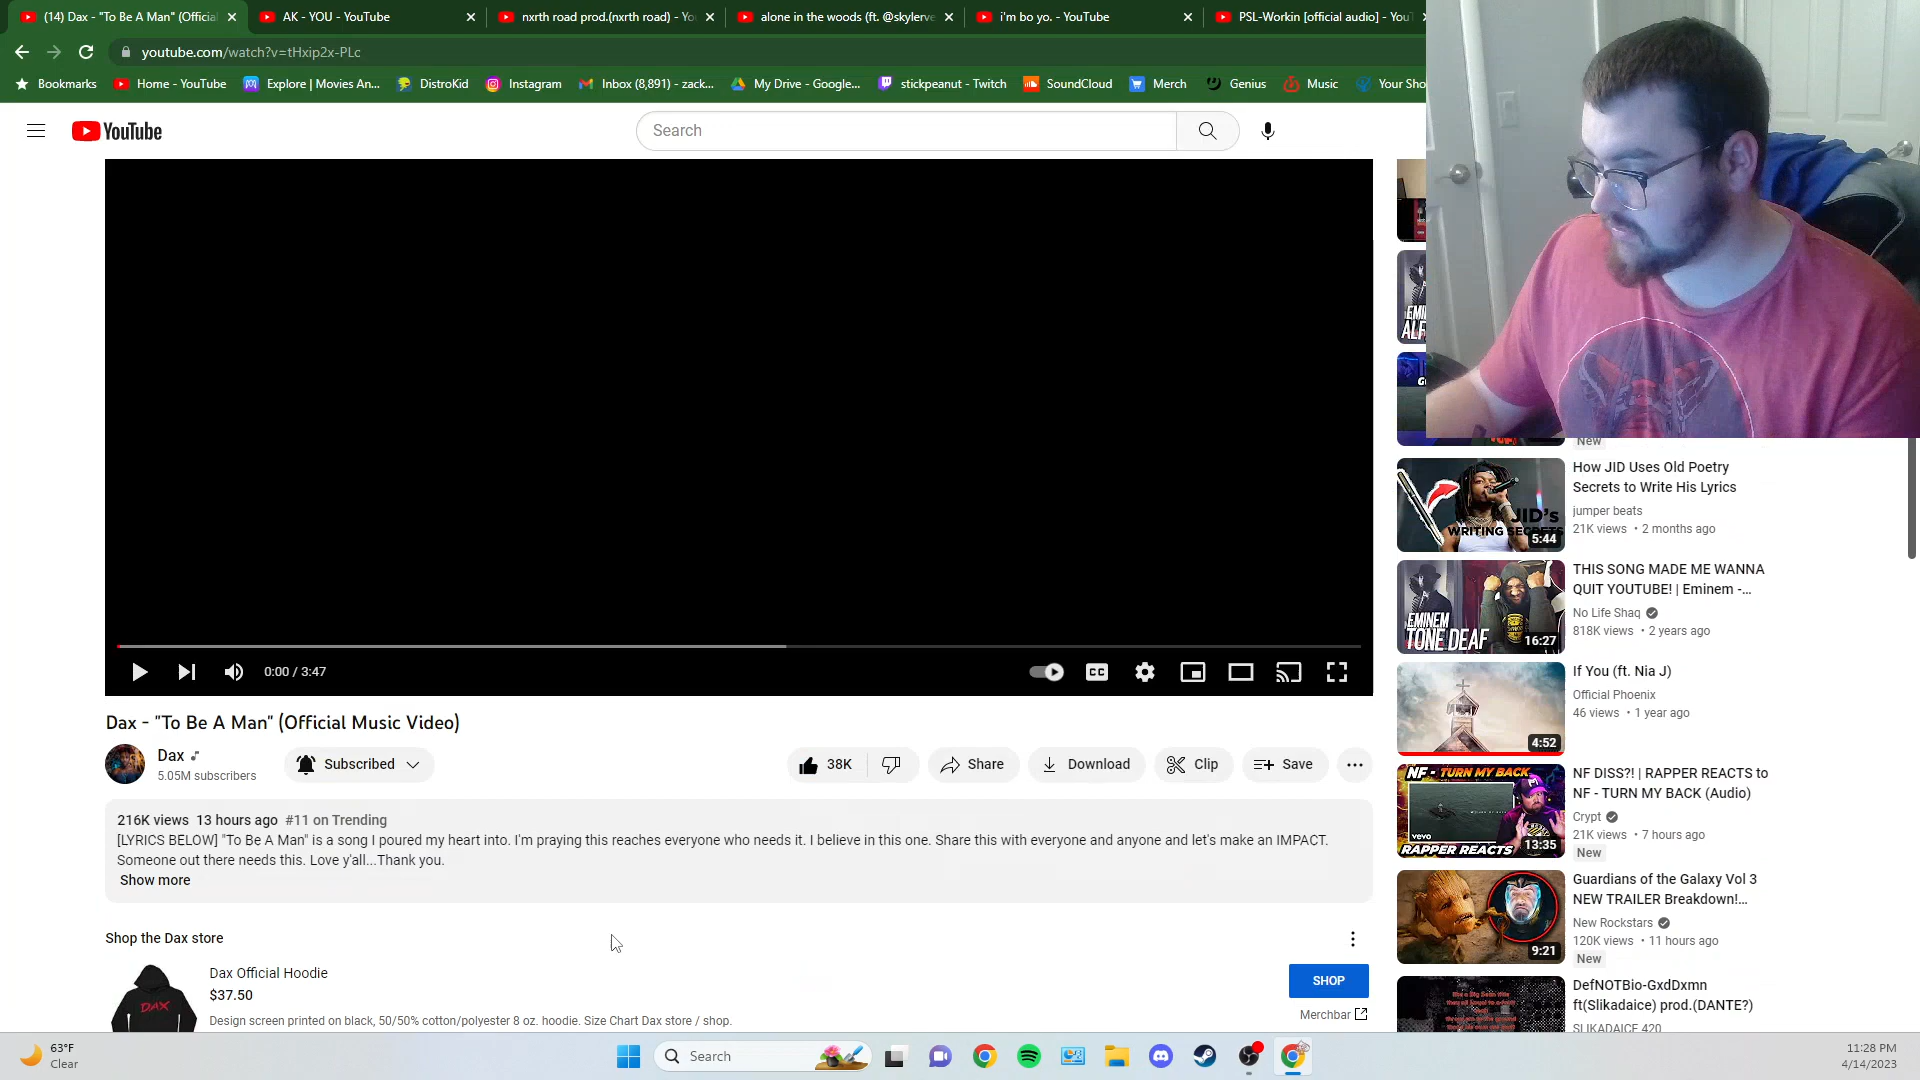 (14) Dax - "To Be A Man" (Official
AK - YOU - YouTube
nxrth road prod.(nxrth road) - Yo
alone in the woods (ft. @skylerve
i'm bo yo. - YouTube
PSL-Workin [official audio] - YouT
youtube.com/watch?v=tHxip2x-PLc
Bookmarks
Home - YouTube
Explore | Movies An...
DistroKid
Instagram
Inbox (8,891) - zack...
My Drive - Google...
stickpeanut - Twitch
SoundCloud
Merch
Genius
Music
Your Sho
YouTube
Search
0:00 / 3:47
CC
Dax - "To Be A Man" (Official Music Video)
Dax
5.05M subscribers
Subscribed
38K
Share
Download
Clip
Save
216K views 13 hours ago #11 on Trending
[LYRICS BELOW] "To Be A Man" is a song I poured my heart into. I'm praying this reaches everyone who needs it. I believe in this one. Share this with everyone and anyone and let's make an IMPACT.
Someone out there needs this. Love y'all...Thank you.
Show more
Shop the Dax store
DAX
Dax Official Hoodie
$37.50
Design screen printed on black, 50/50% cotton/polyester 8 oz. hoodie. Size Chart Dax store / shop.
SHOP
Merchbar
New
JID's
WRITING SECRETS
5:44
How JID Uses Old Poetry
Secrets to Write His Lyrics
jumper beats
21K views • 2 months ago
EMINEM
TONE DEAF
16:27
THIS SONG MADE ME WANNA
QUIT YOUTUBE! | Eminem -...
No Life Shaq
818K views • 2 years ago
4:52
If You (ft. Nia J)
Official Phoenix
46 views • 1 year ago
NF - TURN MY BACK
vevo
RAPPER REACTS
13:35
NF DISS?! | RAPPER REACTS to
NF - TURN MY BACK (Audio)
Crypt
21K views • 7 hours ago
New
9:21
Guardians of the Galaxy Vol 3
NEW TRAILER Breakdown!...
New Rockstars
120K views • 11 hours ago
New
DefNOTBio-GxdDxmn
ft(Slikadaice) prod.(DANTE?)
SLIKADAICE 420
63°F
Clear
Search
11:28 PM
4/14/2023